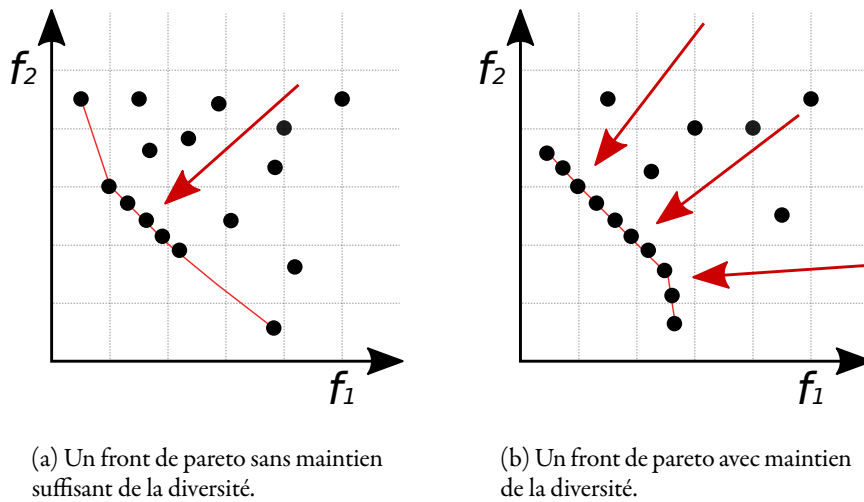 f2
f1
(a) Un front de pareto sans maintien
suffisant de la diversité.
f2
f1
(b) Un front de pareto avec maintien
de la diversité.